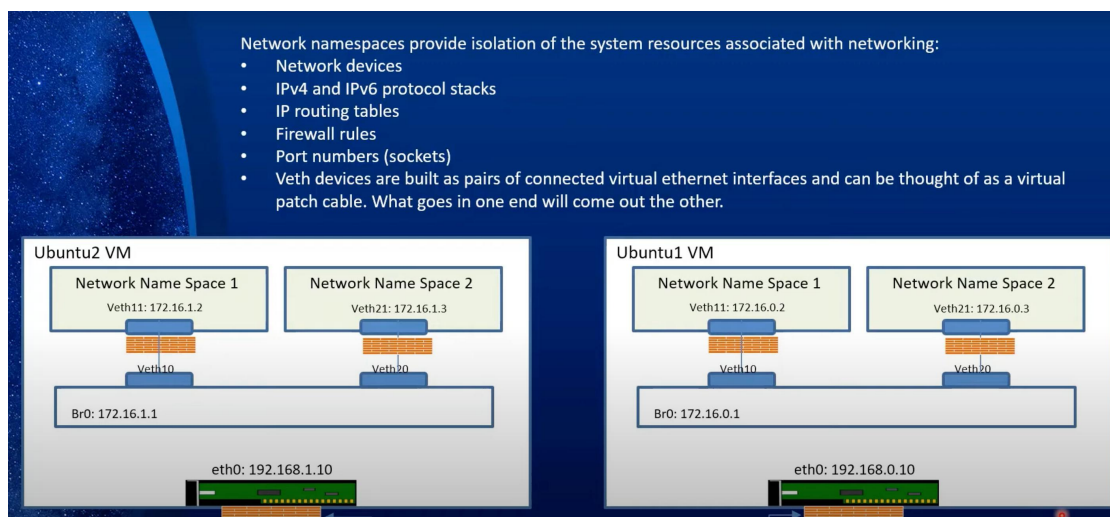 Network namespaces provide isolation of the system resources associated with networking:
• Network devices
• IPv4 and IPv6 protocol stacks
• IP routing tables
• Firewall rules
• Port numbers (sockets)
• Veth devices are built as pairs of connected virtual ethernet interfaces and can be thought of as a virtual
patch cable. What goes in one end will come out the other.
Ubuntu2 VM
Network Name Space 1
Veth11: 172.16.1.2
Network Name Space 2
Veth21: 172.16.1.3
Veth10
Veth20
Br0: 172.16.1.1
eth0: 192.168.1.10
Ubuntu1 VM
Network Name Space 1
Veth11: 172.16.0.2
Network Name Space 2
Veth21: 172.16.0.3
Veth10
Veth20
Br0: 172.16.0.1
eth0: 192.168.0.10